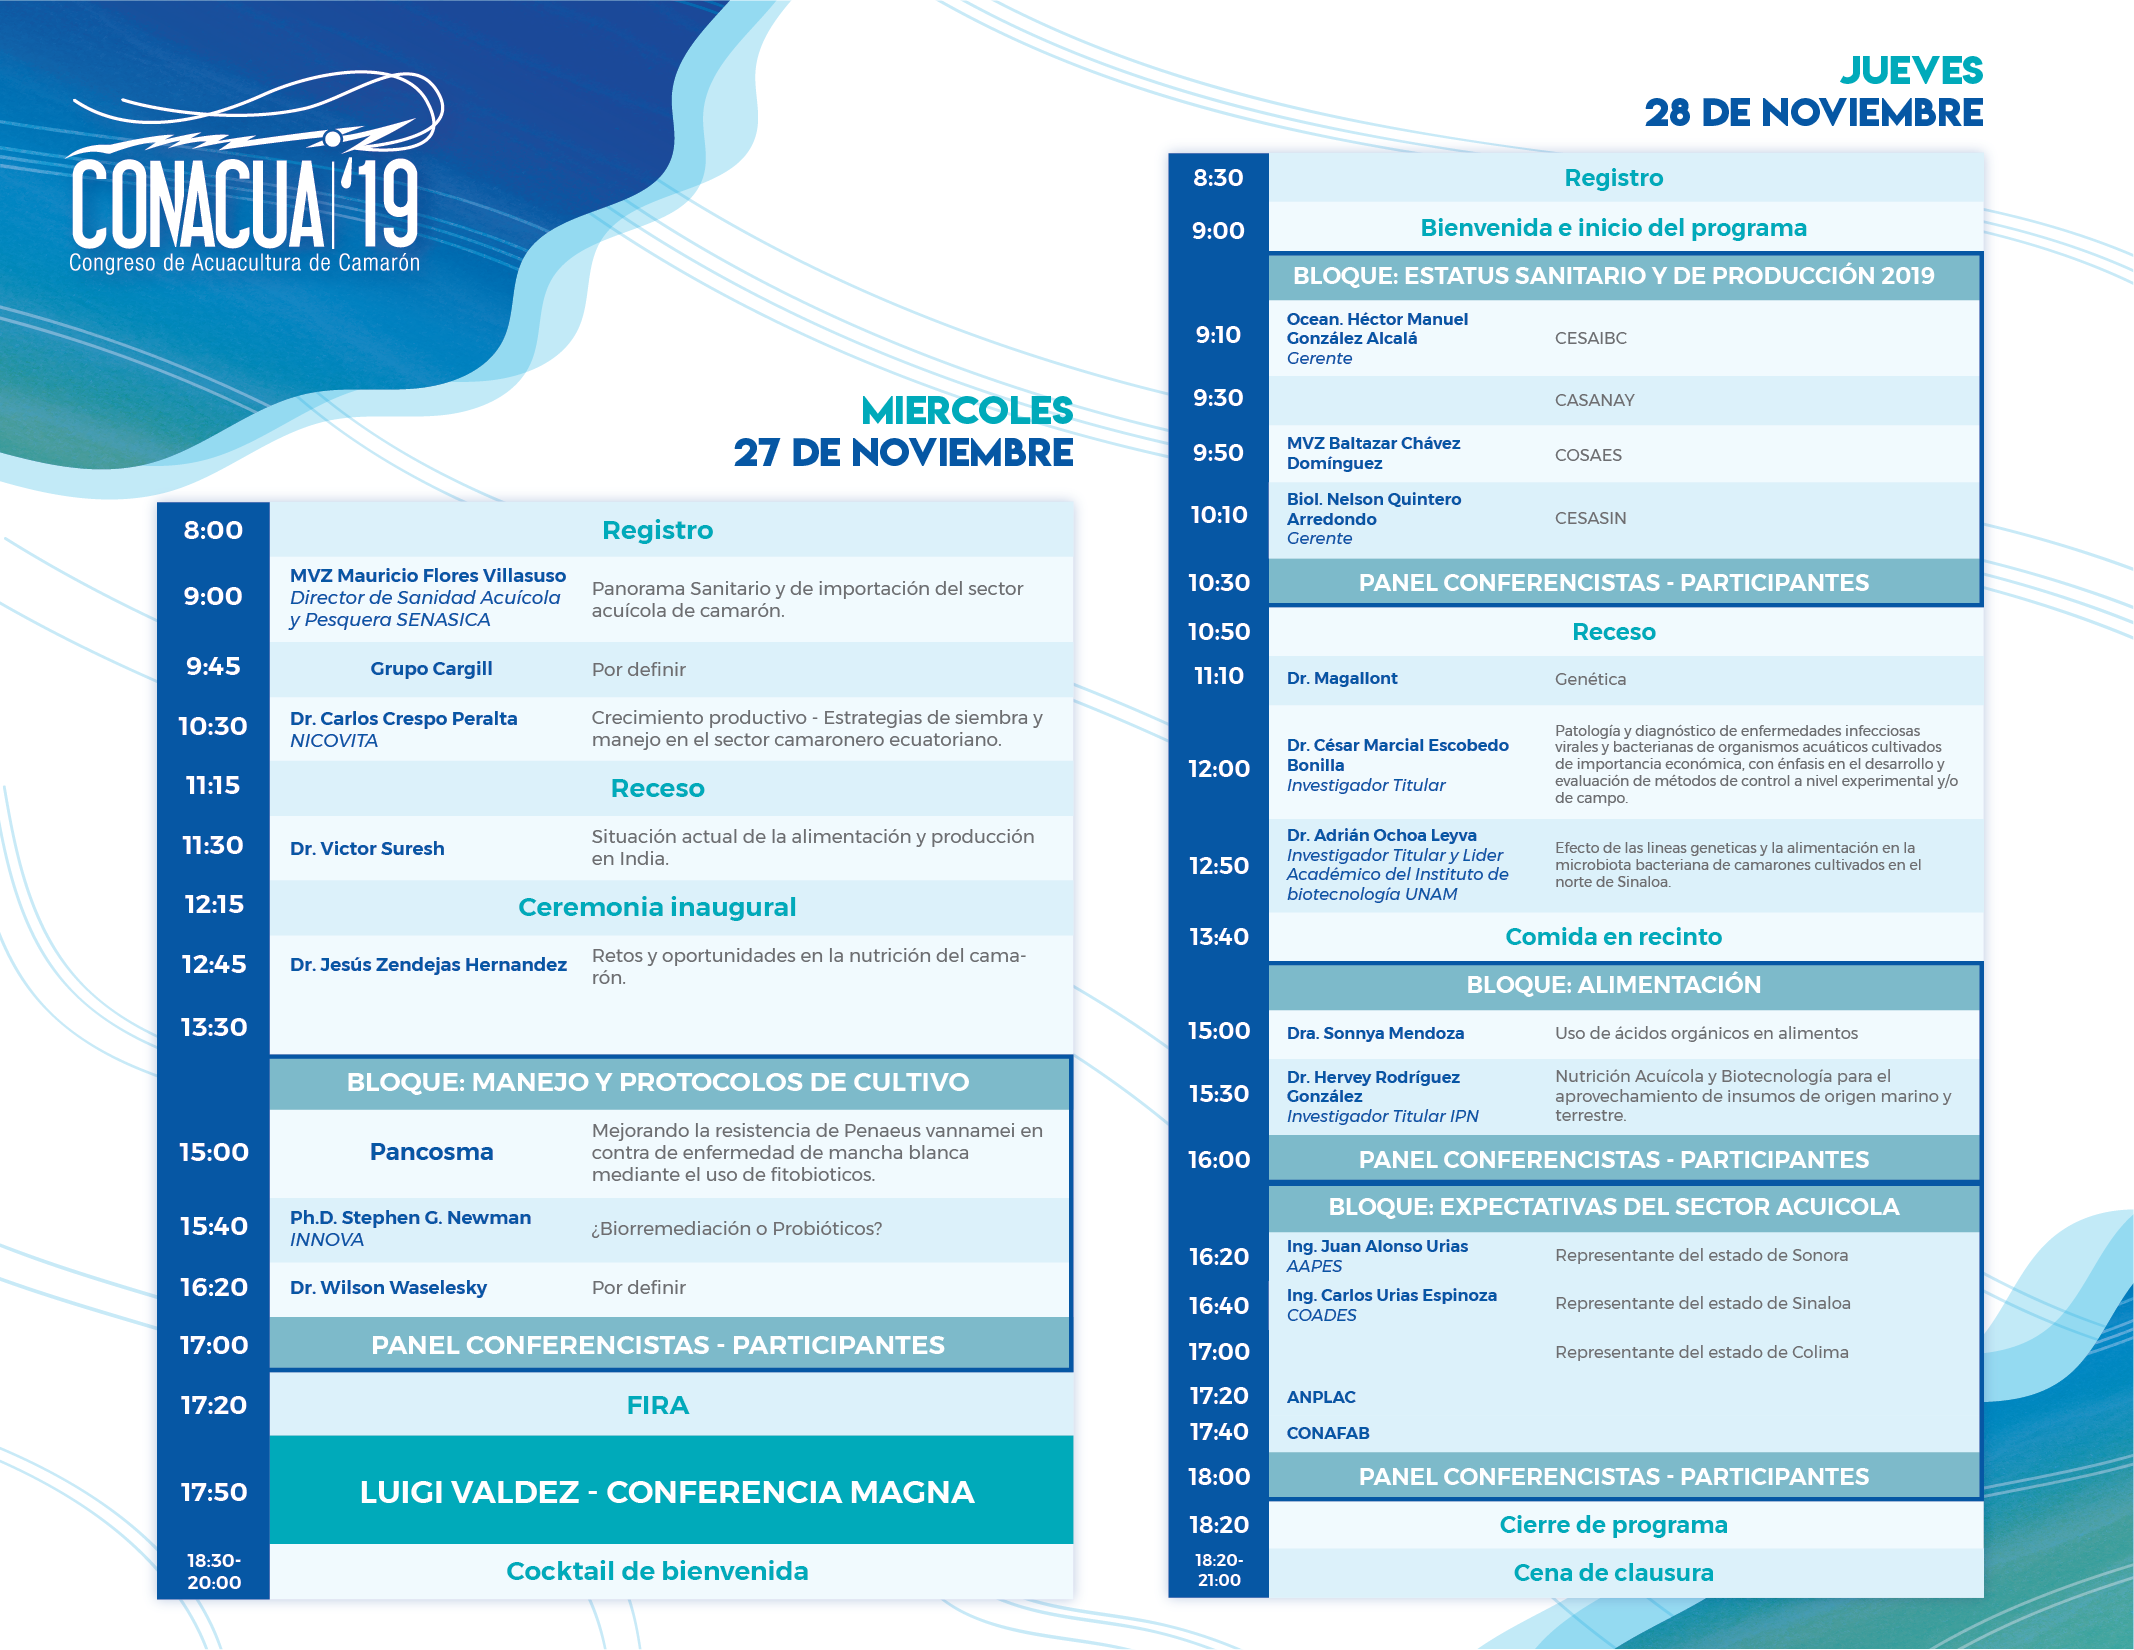 CONACUA '19
Congreso de Acuacultura de Camarón
MIERCOLES
27 DE NOVIEMBRE
8:00
Registro
9:00
MVZ Mauricio Flores Villasuso
Director de Sanidad Acuícola
y Pesquera SENASICA
Panorama Sanitario y de importación del sector
acuícola de camarón.
9:45
Grupo Cargill
Por definir
10:30
Dr. Carlos Crespo Peralta
NICOVITA
Crecimiento productivo - Estrategias de siembra y
manejo en el sector camaronero ecuatoriano.
11:15
Receso
11:30
Dr. Victor Suresh
Situación actual de la alimentación y producción
en India.
12:15
Ceremonia inaugural
12:45
Dr. Jesús Zendejas Hernandez
Retos y oportunidades en la nutrición del cama-
rón.
13:30
BLOQUE: MANEJO Y PROTOCOLOS DE CULTIVO
15:00
Pancosma
Mejorando la resistencia de Penaeus vannamei en
contra de enfermedad de mancha blanca
mediante el uso de fitobioticos.
15:40
Ph.D. Stephen G. Newman
INNOVA
¿Biorremediación o Probióticos?
16:20
Dr. Wilson Waselesky
Por definir
17:00
PANEL CONFERENCISTAS - PARTICIPANTES
17:20
FIRA
17:50
LUIGI VALDEZ - CONFERENCIA MAGNA
18:30-
20:00
Cocktail de bienvenida
JUEVES
28 DE NOVIEMBRE
8:30
Registro
9:00
Bienvenida e inicio del programa
BLOQUE: ESTATUS SANITARIO Y DE PRODUCCIÓN 2019
9:10
Ocean. Héctor Manuel
González Alcalá
Gerente
CESAIBC
9:30
CASANAY
9:50
MVZ Baltazar Chávez
Domínguez
COSAES
10:10
Biol. Nelson Quintero
Arredondo
Gerente
CESASIN
10:30
PANEL CONFERENCISTAS - PARTICIPANTES
10:50
Receso
11:10
Dr. Magallont
Genética
12:00
Dr. César Marcial Escobedo
Bonilla
Investigador Titular
Patología y diagnóstico de enfermedades infecciosas
virales y bacterianas de organismos acuáticos cultivados
de importancia económica, con énfasis en el desarrollo y
evaluación de métodos de control a nivel experimental y/o
de campo.
12:50
Dr. Adrián Ochoa Leyva
Investigador Titular y Lider
Académico del Instituto de
biotecnología UNAM
Efecto de las lineas geneticas y la alimentación en la
microbiota bacteriana de camarones cultivados en el
norte de Sinaloa.
13:40
Comida en recinto
BLOQUE: ALIMENTACIÓN
15:00
Dra. Sonnya Mendoza
Uso de ácidos orgánicos en alimentos
15:30
Dr. Hervey Rodríguez
González
Investigador Titular IPN
Nutrición Acuícola y Biotecnología para el
aprovechamiento de insumos de origen marino y
terrestre.
16:00
PANEL CONFERENCISTAS - PARTICIPANTES
BLOQUE: EXPECTATIVAS DEL SECTOR ACUICOLA
16:20
Ing. Juan Alonso Urias
AAPES
Representante del estado de Sonora
16:40
Ing. Carlos Urias Espinoza
COADES
Representante del estado de Sinaloa
17:00
Representante del estado de Colima
17:20
ANPLAC
17:40
CONAFAB
18:00
PANEL CONFERENCISTAS - PARTICIPANTES
18:20
Cierre de programa
18:20-
21:00
Cena de clausura